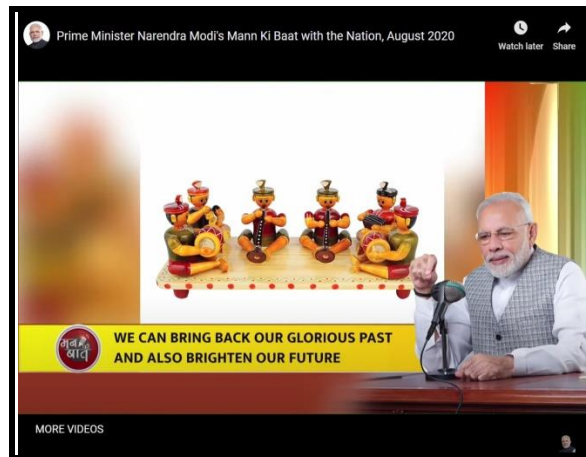 Prime Minister Narendra Modi's Mann Ki Baat with the Nation, August 2020
Watch later
Share
मन की
बात
WE CAN BRING BACK OUR GLORIOUS PAST
AND ALSO BRIGHTEN OUR FUTURE
MORE VIDEOS